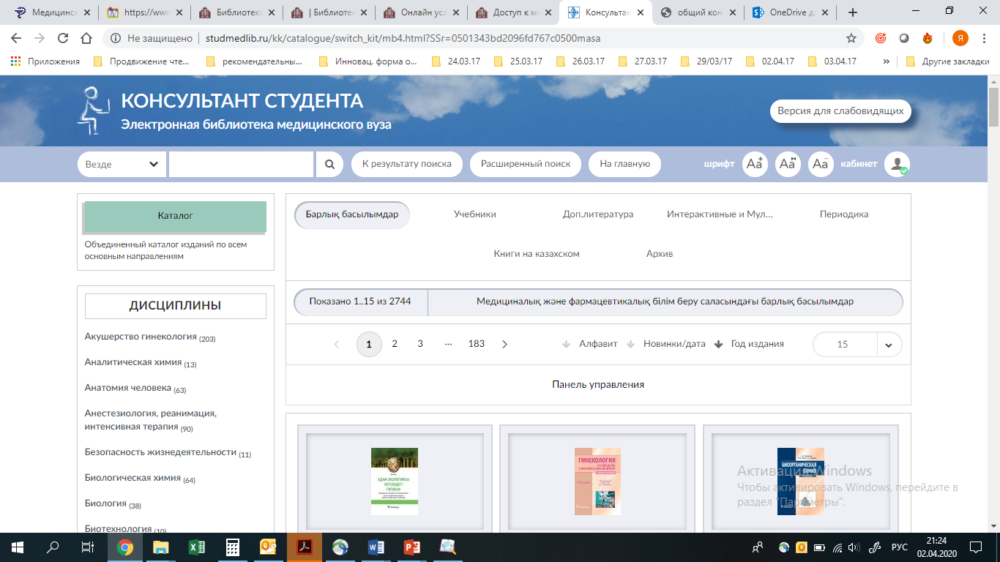 Медицинск
https://www
Библиотека
| Библиотек
Онлайн усл
Доступ к ме
Консультан
общий кон
OneDrive д
Не защищено | studmedlib.ru/kk/catalogue/switch_kit/mb4.html?SSr=0501343bd2096fd767c0500masa
Я
Приложения
Продвижение чте...
рекомендательны...
Инновац. форма о...
24.03.17
25.03.17
26.03.17
27.03.17
29/03/17
02.04.17
03.04.17
»
Другие закладки
КОНСУЛЬТАНТ СТУДЕНТА
Электронная библиотека медицинского вуза
Версия для слабовидящих
Везде
К результату поиска
Расширенный поиск
На главную
шрифт
Aa+
Aa
Aa-
кабинет
Каталог
Объединенный каталог изданий по всем
основным направлениям
ДИСЦИПЛИНЫ
Акушерство гинекология (203)
Аналитическая химия (13)
Анатомия человека (63)
Анестезиология, реанимация,
интенсивная терапия (90)
Безопасность жизнедеятельности (11)
Биологическая химия (64)
Биология (38)
Биотехнология (10)
Барлық басылымдар
Учебники
Доп.литература
Интерактивные и Мул...
Периодика
Книги на казахском
Архив
Показано 1..15 из 2744
Медициналық және фармацевтикалық білім беру саласындағы барлық басылымдар
1 2 3 ... 183
Алфавит
Новинки/дата
Год издания
15
Панель управления
АДАМ ЭКОЛОГИЯСЫ
НЕГІЗІНДЕГІ
ГИГИЕНА
ГИНЕКОЛОГИЯ
БИООРГАНИЧЕСКАЯ
ХИМИЯ
Активация Windows
Чтобы активировать Windows, перейдите в
раздел "Параметры".
РУС
21:24
02.04.2020